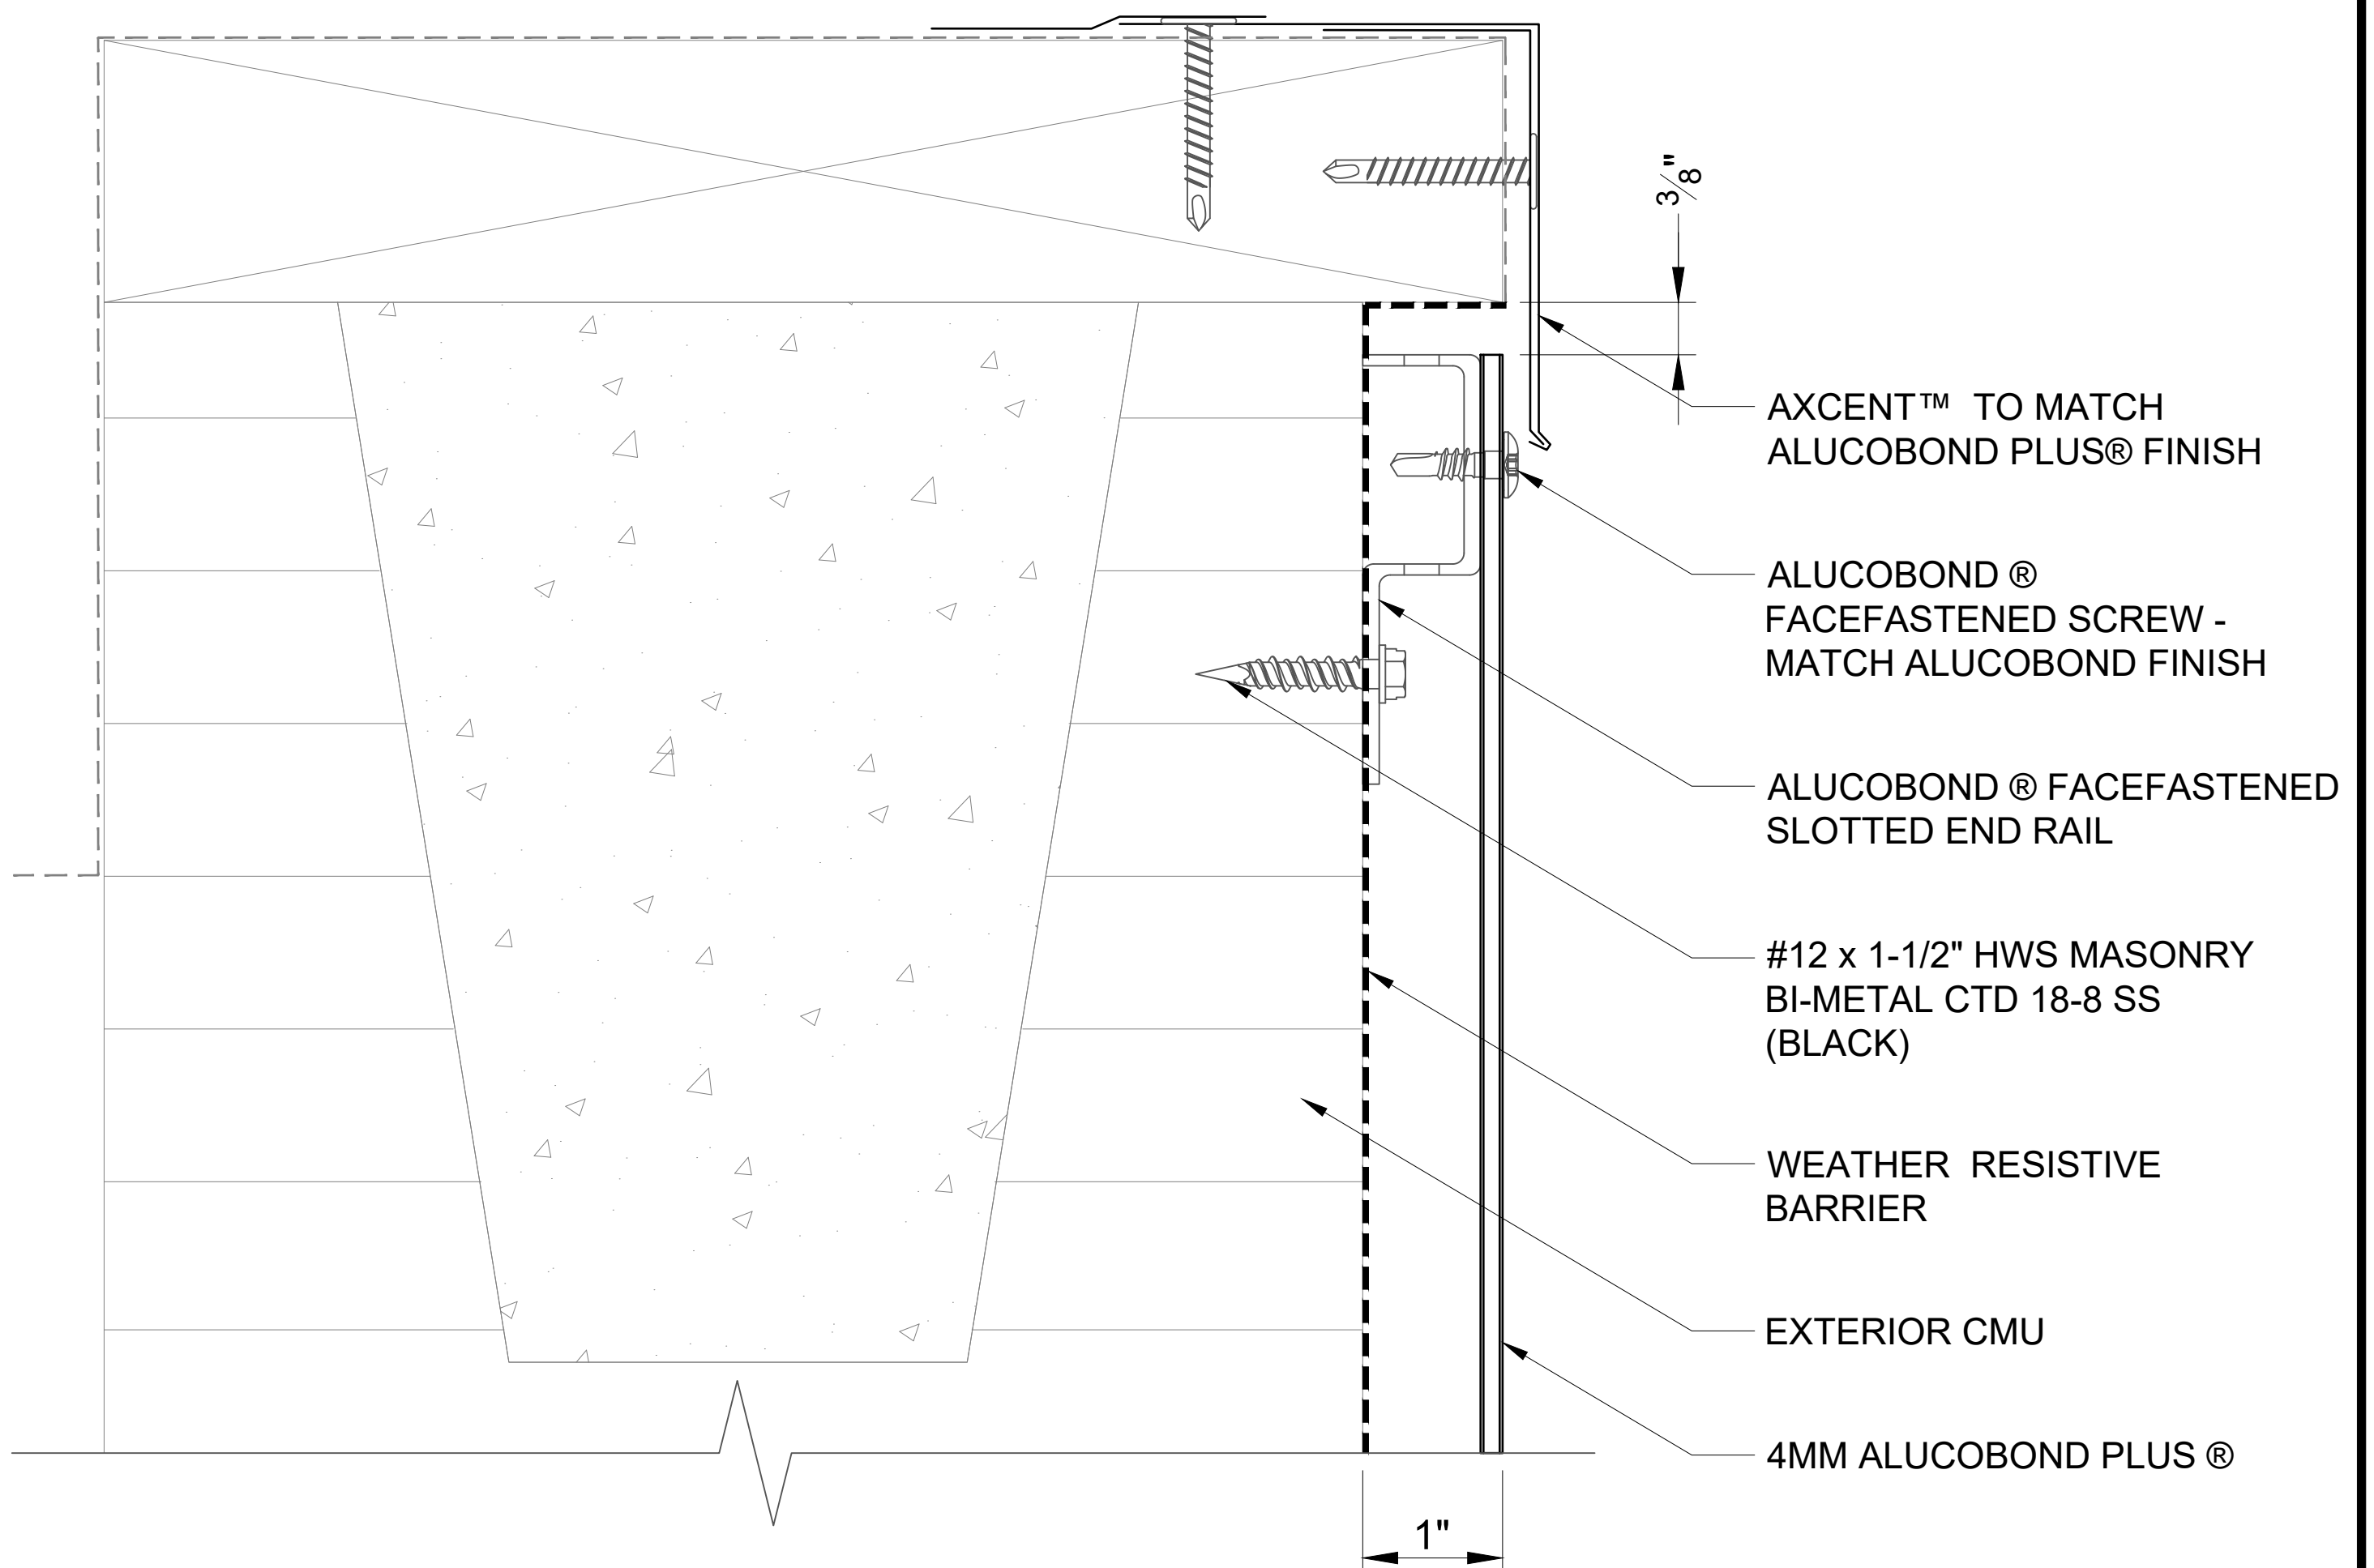 3/8"
AXCENT™ TO MATCH
ALUCOBOND PLUS® FINISH
ALUCOBOND ®
FACEFASTENED SCREW -
MATCH ALUCOBOND FINISH
ALUCOBOND ® FACEFASTENED
SLOTTED END RAIL
#12 x 1-1/2" HWS MASONRY
BI-METAL CTD 18-8 SS
(BLACK)
WEATHER RESISTIVE
BARRIER
EXTERIOR CMU
4MM ALUCOBOND PLUS ®
1"